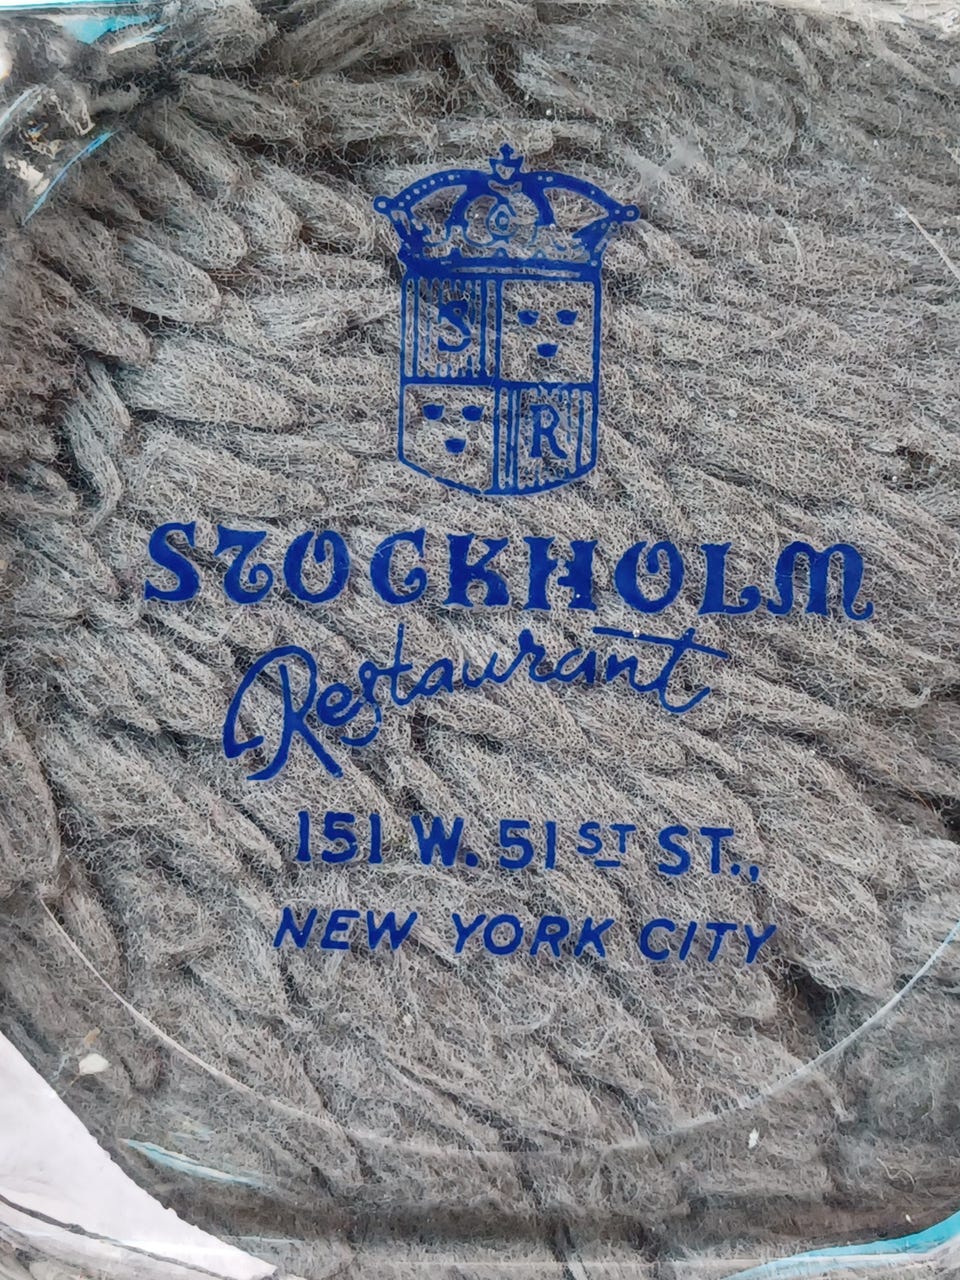 S
R
STOCKHOLM
Restaurant
151 W. 51ST ST.,
NEW YORK CITY